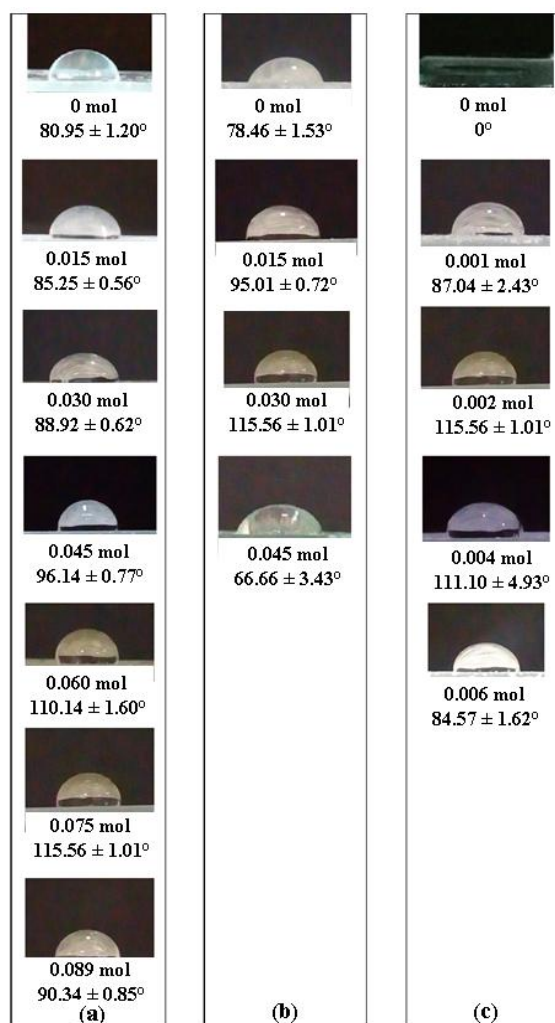 0 mol
80.95 ± 1.20°
0.015 mol
85.25 ± 0.56°
0.030 mol
88.92 ± 0.62°
0.045 mol
96.14 ± 0.77°
0.060 mol
110.14 ± 1.60°
0.075 mol
115.56 ± 1.01°
0.089 mol
90.34 ± 0.85°
(a)
0 mol
78.46 ± 1.53°
0.015 mol
95.01 ± 0.72°
0.030 mol
115.56 ± 1.01°
0.045 mol
66.66 ± 3.43°
(b)
0 mol
0°
0.001 mol
87.04 ± 2.43°
0.002 mol
115.56 ± 1.01°
0.004 mol
111.10 ± 4.93°
0.006 mol
84.57 ± 1.62°
(c)